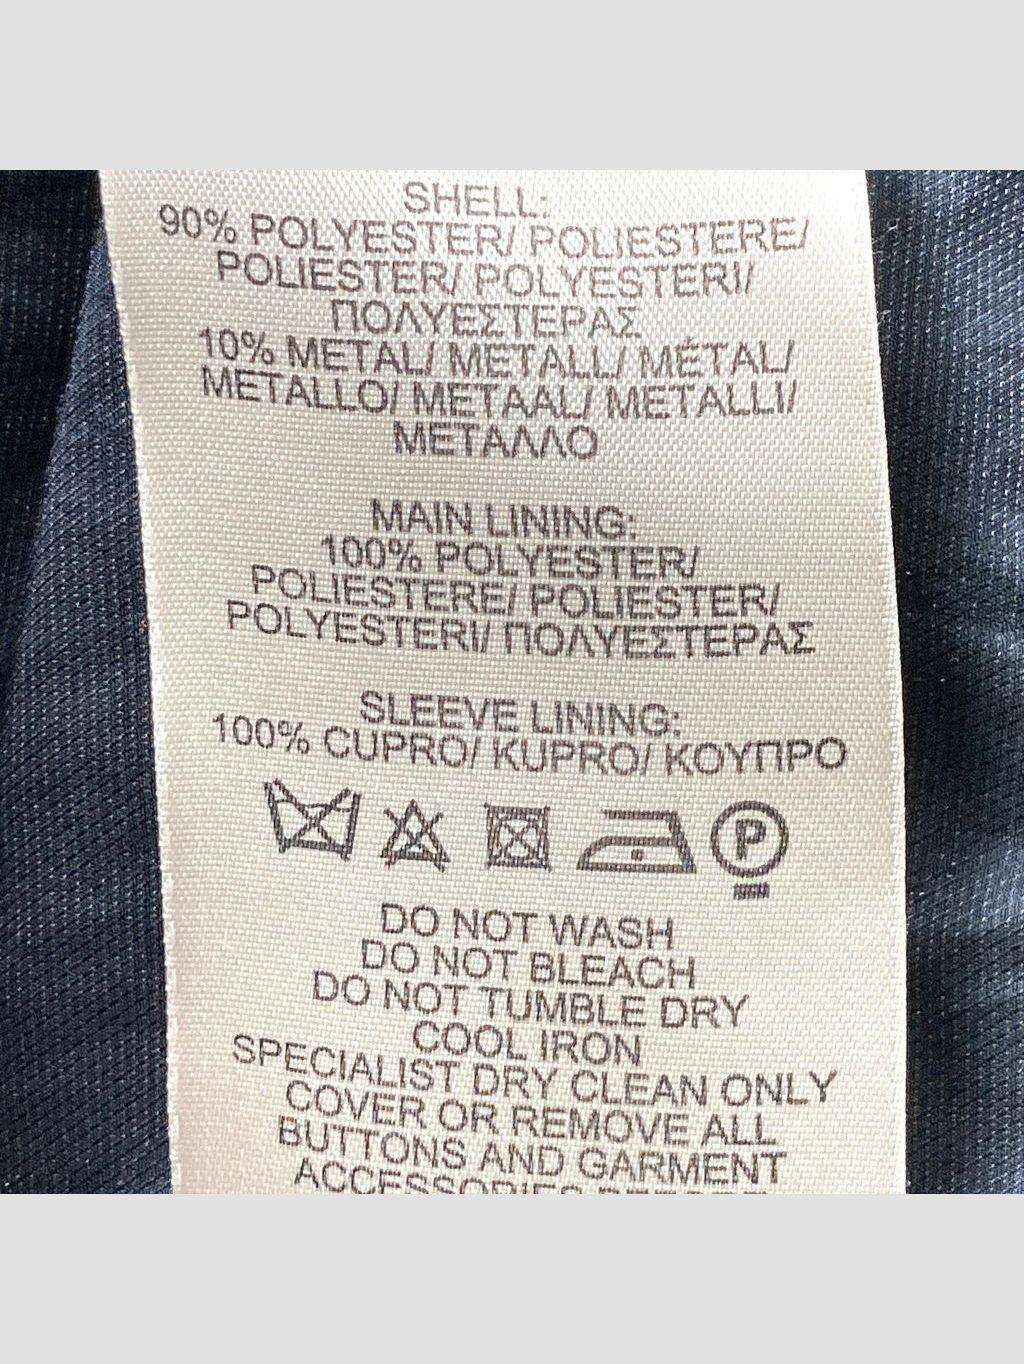 SHELL:
90% POLYESTER/ POLIESTERE/
POLIESTER/ POLYESTERI/
ΠΟΛΥΕΣΤΕΡΑΣ
10% METAL/ METALL/ MÉTAL/
METALLO/ METAAL/ METALLI/
ΜΕΤΑΛΛΟ
MAIN LINING:
100% POLYESTER/
POLIESTERE/ POLIESTER/
POLYESTERI/ ΠΟΛΥΕΣΤΕΡΑΣ
SLEEVE LINING:
100% CUPRO/ KUPRO/ ΚΟΥΠΡΟ
P
DO NOT WASH
DO NOT BLEACH
DO NOT TUMBLE DRY
COOL IRON
SPECIALIST DRY CLEAN ONLY
COVER OR REMOVE ALL
BUTTONS AND GARMENT
ACCESSORIES